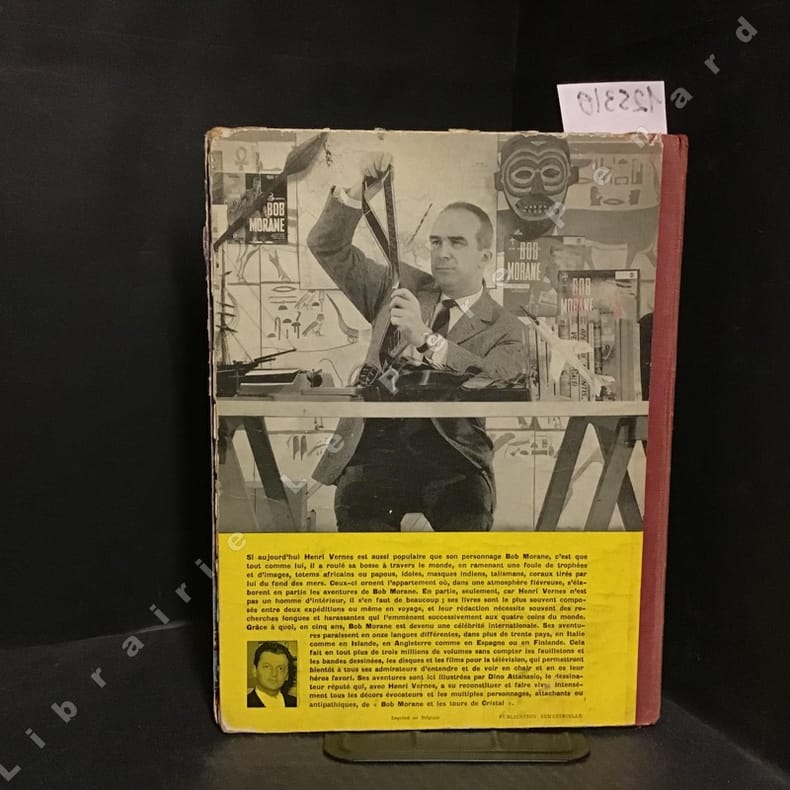 125310
BOB
MORANE
BOB
MORANE
BOB
MORANE
Si aujourd'hui Henri Vernes est aussi populaire que son personnage Bob Morane, c'est que
tout comme lui, il a roulé sa bosse à travers le monde, en ramenant une foule de trophées
et d'images, totems africains ou papous, idoles, masques indiens, talismans, coraux tirés par
lui du fond des mers. Ceux-ci ornent l'appartement où, dans une atmosphère fiévreuse, s'éla-
borent en partie les aventures de Bob Morane. En partie, seulement, car Henri Vernes n'est
pas un homme d'intérieur, il s'en faut de beaucoup ; ses livres sont le plus souvent compo-
sés entre deux expéditions ou même en voyage, et leur rédaction nécessite souvent des re-
cherches longues et harassantes qui l'emmènent successivement aux quatre coins du monde.
Grâce à quoi, en cinq ans, Bob Morane est devenu une célébrité internationale. Ses aventu-
res paraissent en onze langues différentes, dans plus de trente pays, en Italie
comme en Islande, en Angleterre comme en Espagne ou en Finlande. Cela
fait en tout plus de trois millions de volumes sans compter les feuilletons et
les bandes dessinées, les disques et les films pour la télévision, qui permettront
bientôt à tous ses admirateurs d'entendre et de voir en chair et en os leur
héros favori. Ses aventures sont ici illustrées par Dino Attanasio, le dessina-
teur réputé qui, avec Henri Vernes, a su reconstituer et faire vivre intensé-
ment tous les décors évocateurs et les multiples personnages, attachants ou
antipathiques, de « Bob Morane et les tours de Cristal ».
Imprimé en Belgique
PUBLICATION SEMESTRIELLE
Librairie Le Père Pénard